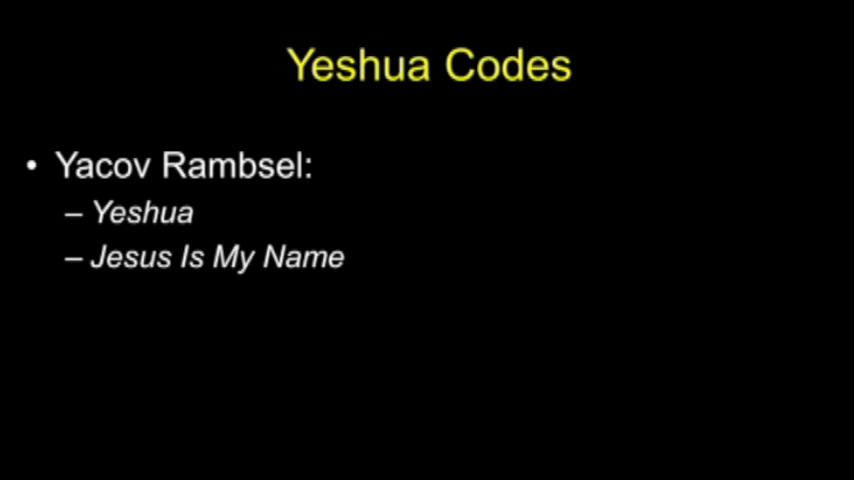 Yeshua Codes
• Yacov Rambsel:
– Yeshua
– Jesus Is My Name